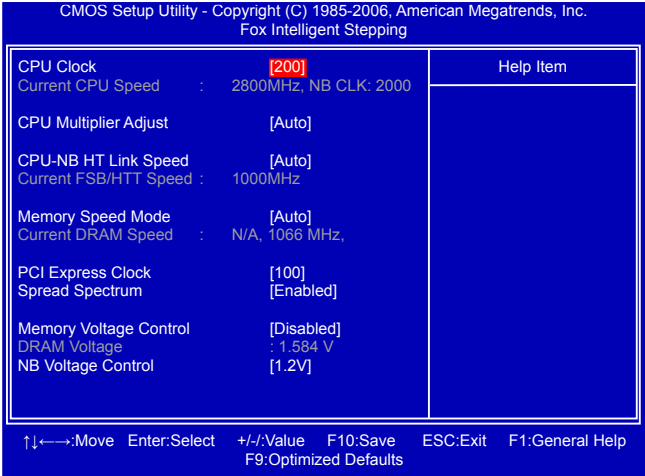 CMOS Setup Utility - Copyright (C) 1985-2006, American Megatrends, Inc.
Fox Intelligent Stepping
CPU Clock [200]
Current CPU Speed : 2800MHz, NB CLK: 2000
CPU Multiplier Adjust [Auto]
CPU-NB HT Link Speed [Auto]
Current FSB/HTT Speed : 1000MHz
Memory Speed Mode [Auto]
Current DRAM Speed : N/A, 1066 MHz,
PCI Express Clock [100]
Spread Spectrum [Enabled]
Memory Voltage Control [Disabled]
DRAM Voltage : 1.584 V
NB Voltage Control [1.2V]
Help Item
↑↓←→:Move Enter:Select +/-/:Value F10:Save ESC:Exit F1:General Help
F9:Optimized Defaults